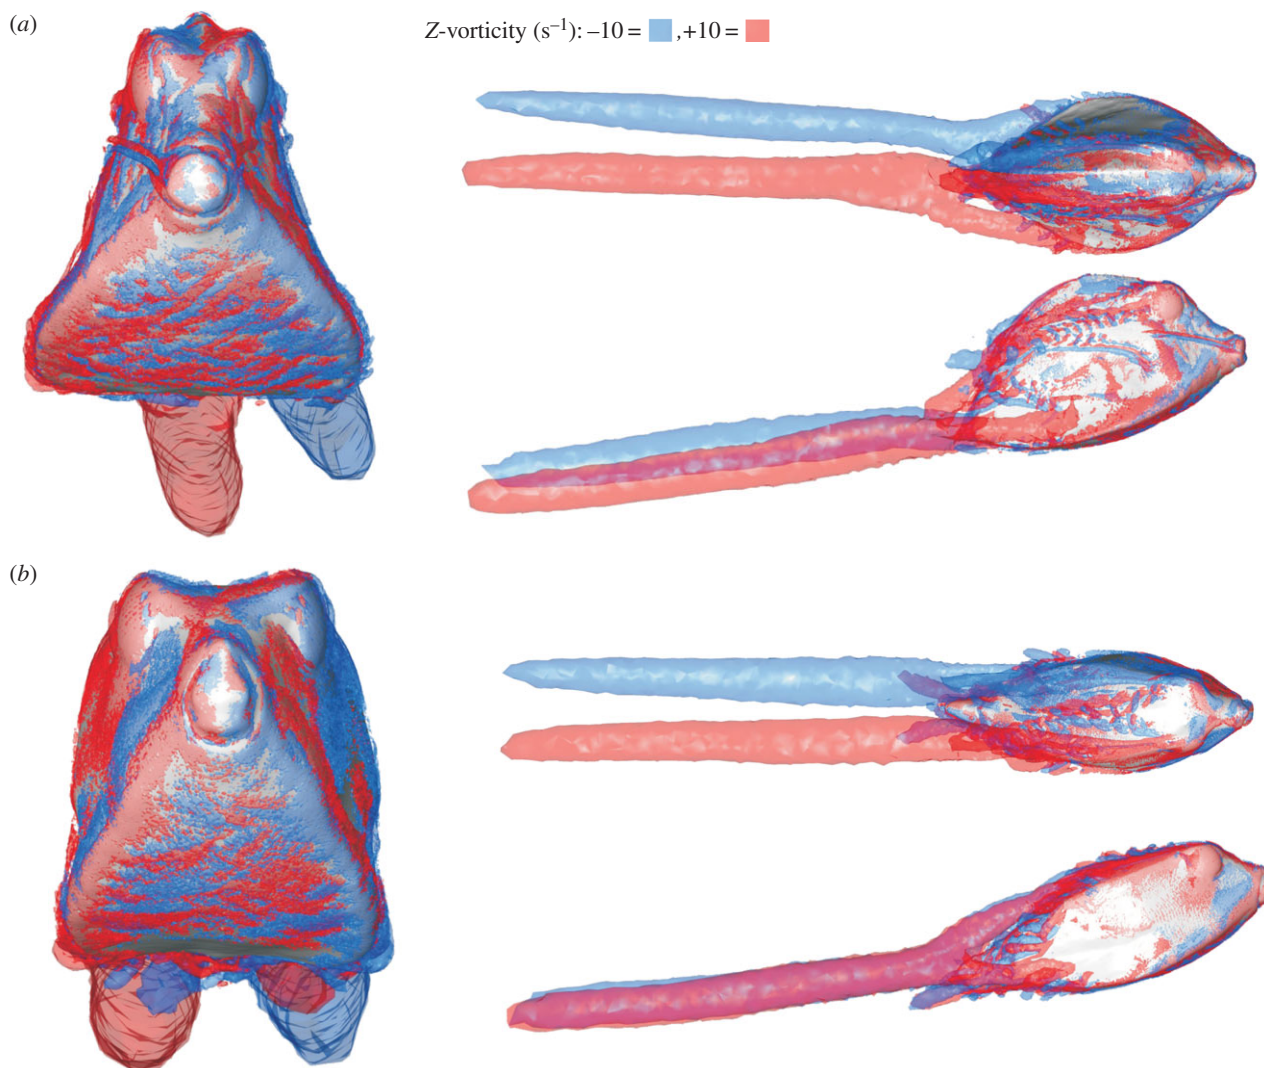 (a)
Z-vorticity (s⁻¹): –10 = ,+10 =
(b)